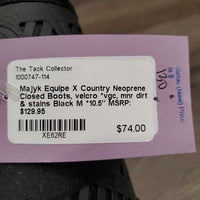 The Tack Collector
1000747-114
Majyk Equipe X Country Neoprene
Closed Boots, velcro *vgc, mnr dirt
& stains Black M *10.5" MSRP:
$129.95
XE62RE
$74.00